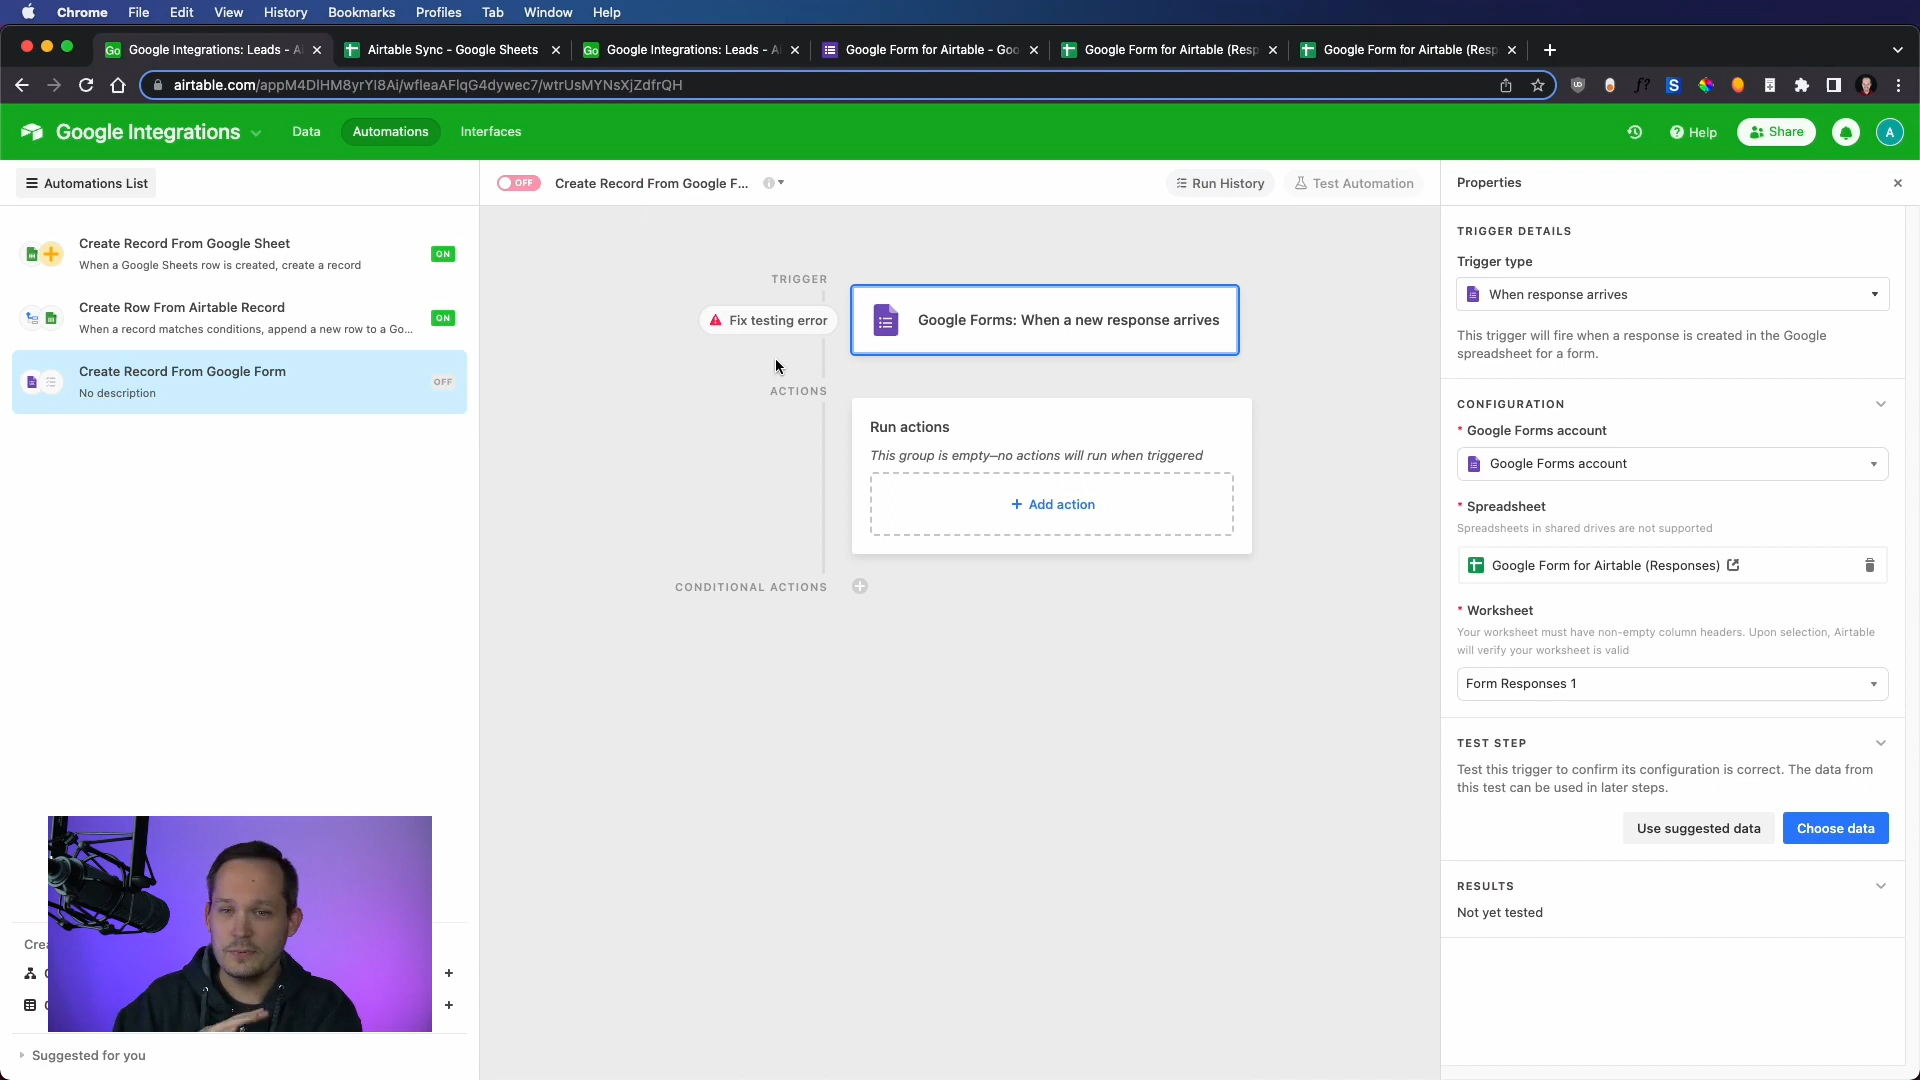 Chrome File Edit View History Bookmarks Profiles Tab Window Help
Google Integrations: Leads - Ai
Airtable Sync - Google Sheets
Google Integrations: Leads - Ai
Google Form for Airtable - Goo
Google Form for Airtable (Resp
Google Form for Airtable (Resp
airtable.com/appM4DIHM8yrYI8Ai/wfleaAFlqG4dywec7/wtrUsMYNsXjZdfrQH
Google Integrations
Data
Automations
Interfaces
Help
Share
A
Automations List
OFF
Create Record From Google F...
Run History
Test Automation
Properties
Create Record From Google Sheet
When a Google Sheets row is created, create a record
ON
Create Row From Airtable Record
When a record matches conditions, append a new row to a Go...
ON
Create Record From Google Form
No description
OFF
Suggested for you
TRIGGER
Fix testing error
Google Forms: When a new response arrives
ACTIONS
Run actions
This group is empty—no actions will run when triggered
+ Add action
CONDITIONAL ACTIONS
TRIGGER DETAILS
Trigger type
When response arrives
This trigger will fire when a response is created in the Google
spreadsheet for a form.
CONFIGURATION
* Google Forms account
Google Forms account
* Spreadsheet
Spreadsheets in shared drives are not supported
Google Form for Airtable (Responses)
* Worksheet
Your worksheet must have non-empty column headers. Upon selection, Airtable
will verify your worksheet is valid
Form Responses 1
TEST STEP
Test this trigger to confirm its configuration is correct. The data from
this test can be used in later steps.
Use suggested data
Choose data
RESULTS
Not yet tested